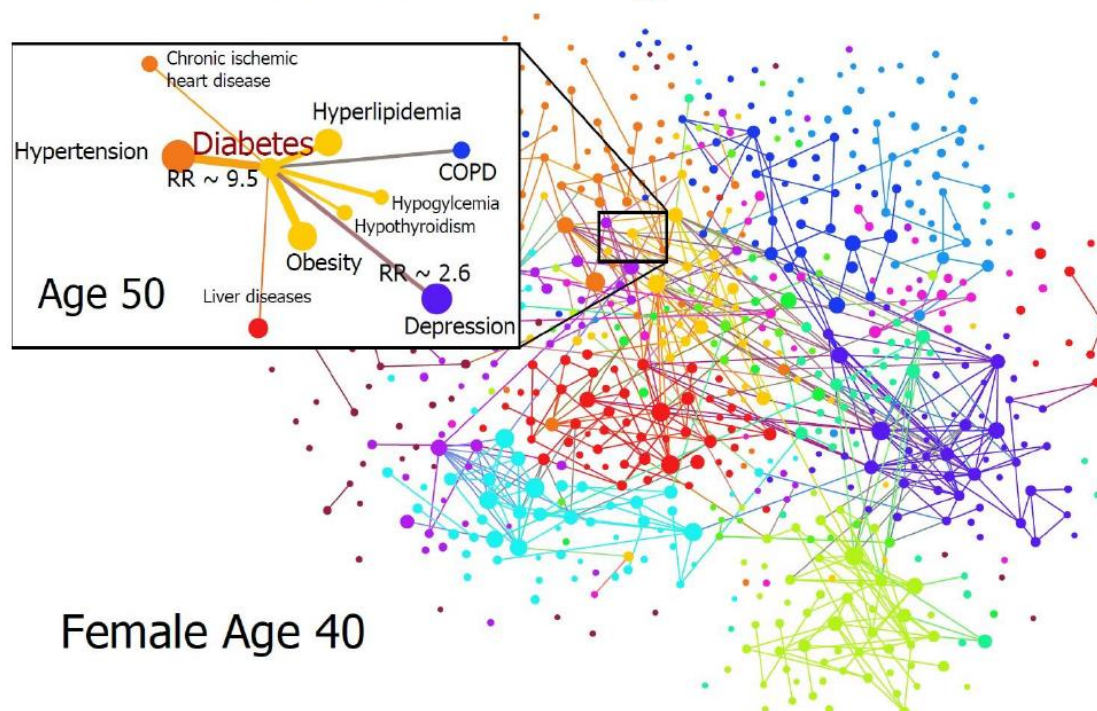 Chronic ischemic
heart disease
Hyperlipidemia
Diabetes
Hypertension
RR ~ 9.5
COPD
Hypogylcemia
Hypothyroidism
Obesity
RR ~ 2.6
Age 50
Liver diseases
Depression
Female Age 40